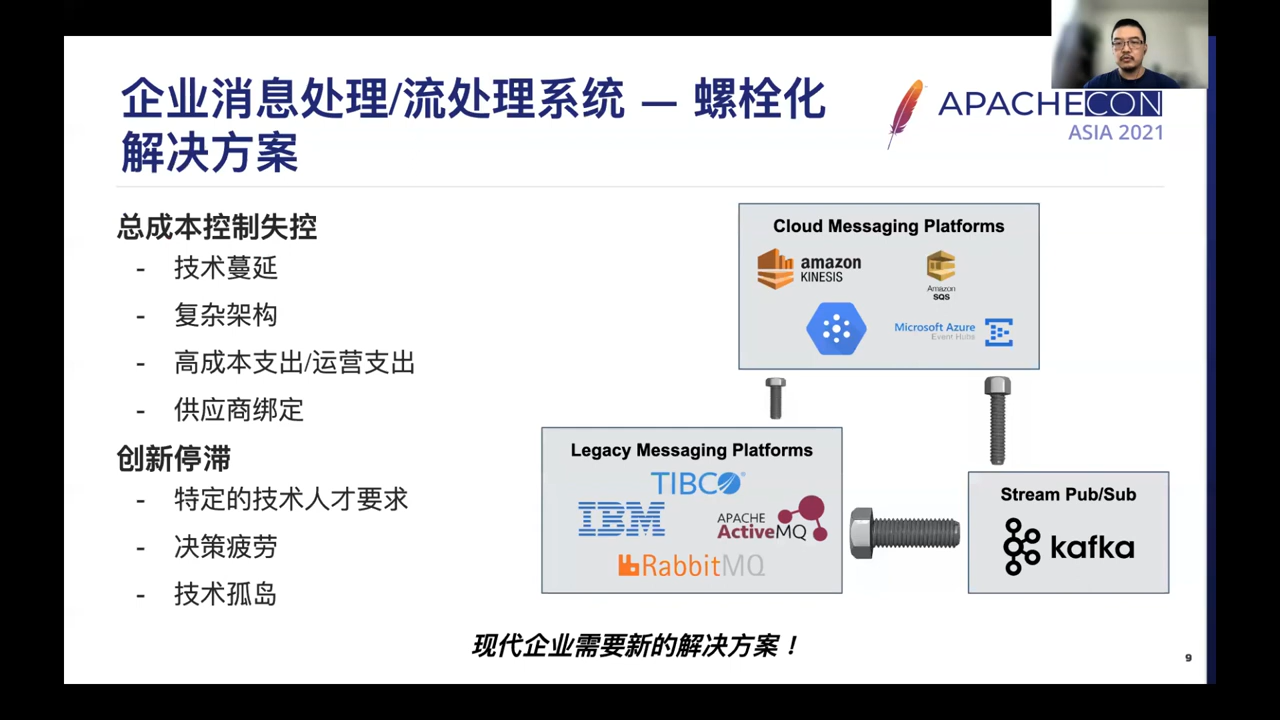 企业消息处理/流处理系统 — 螺栓化
解决方案
APACHECON
ASIA 2021
总成本控制失控
- 技术蔓延
- 复杂架构
- 高成本支出/运营支出
- 供应商绑定
创新停滞
- 特定的技术人才要求
- 决策疲劳
- 技术孤岛
Cloud Messaging Platforms
amazon
KINESIS
Amazon
SQS
Microsoft Azure
Event Hubs
Legacy Messaging Platforms
TIBCO
IBM
APACHE
ActiveMQ
RabbitMQ
Stream Pub/Sub
kafka
现代企业需要新的解决方案！
9